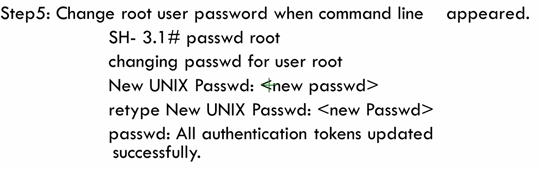 Step5: Change root user password when command line appeared.
SH- 3.1# passwd root
changing passwd for user root
New UNIX Passwd: <new passwd>
retype New UNIX Passwd: <new Passwd>
passwd: All authentication tokens updated
successfully.